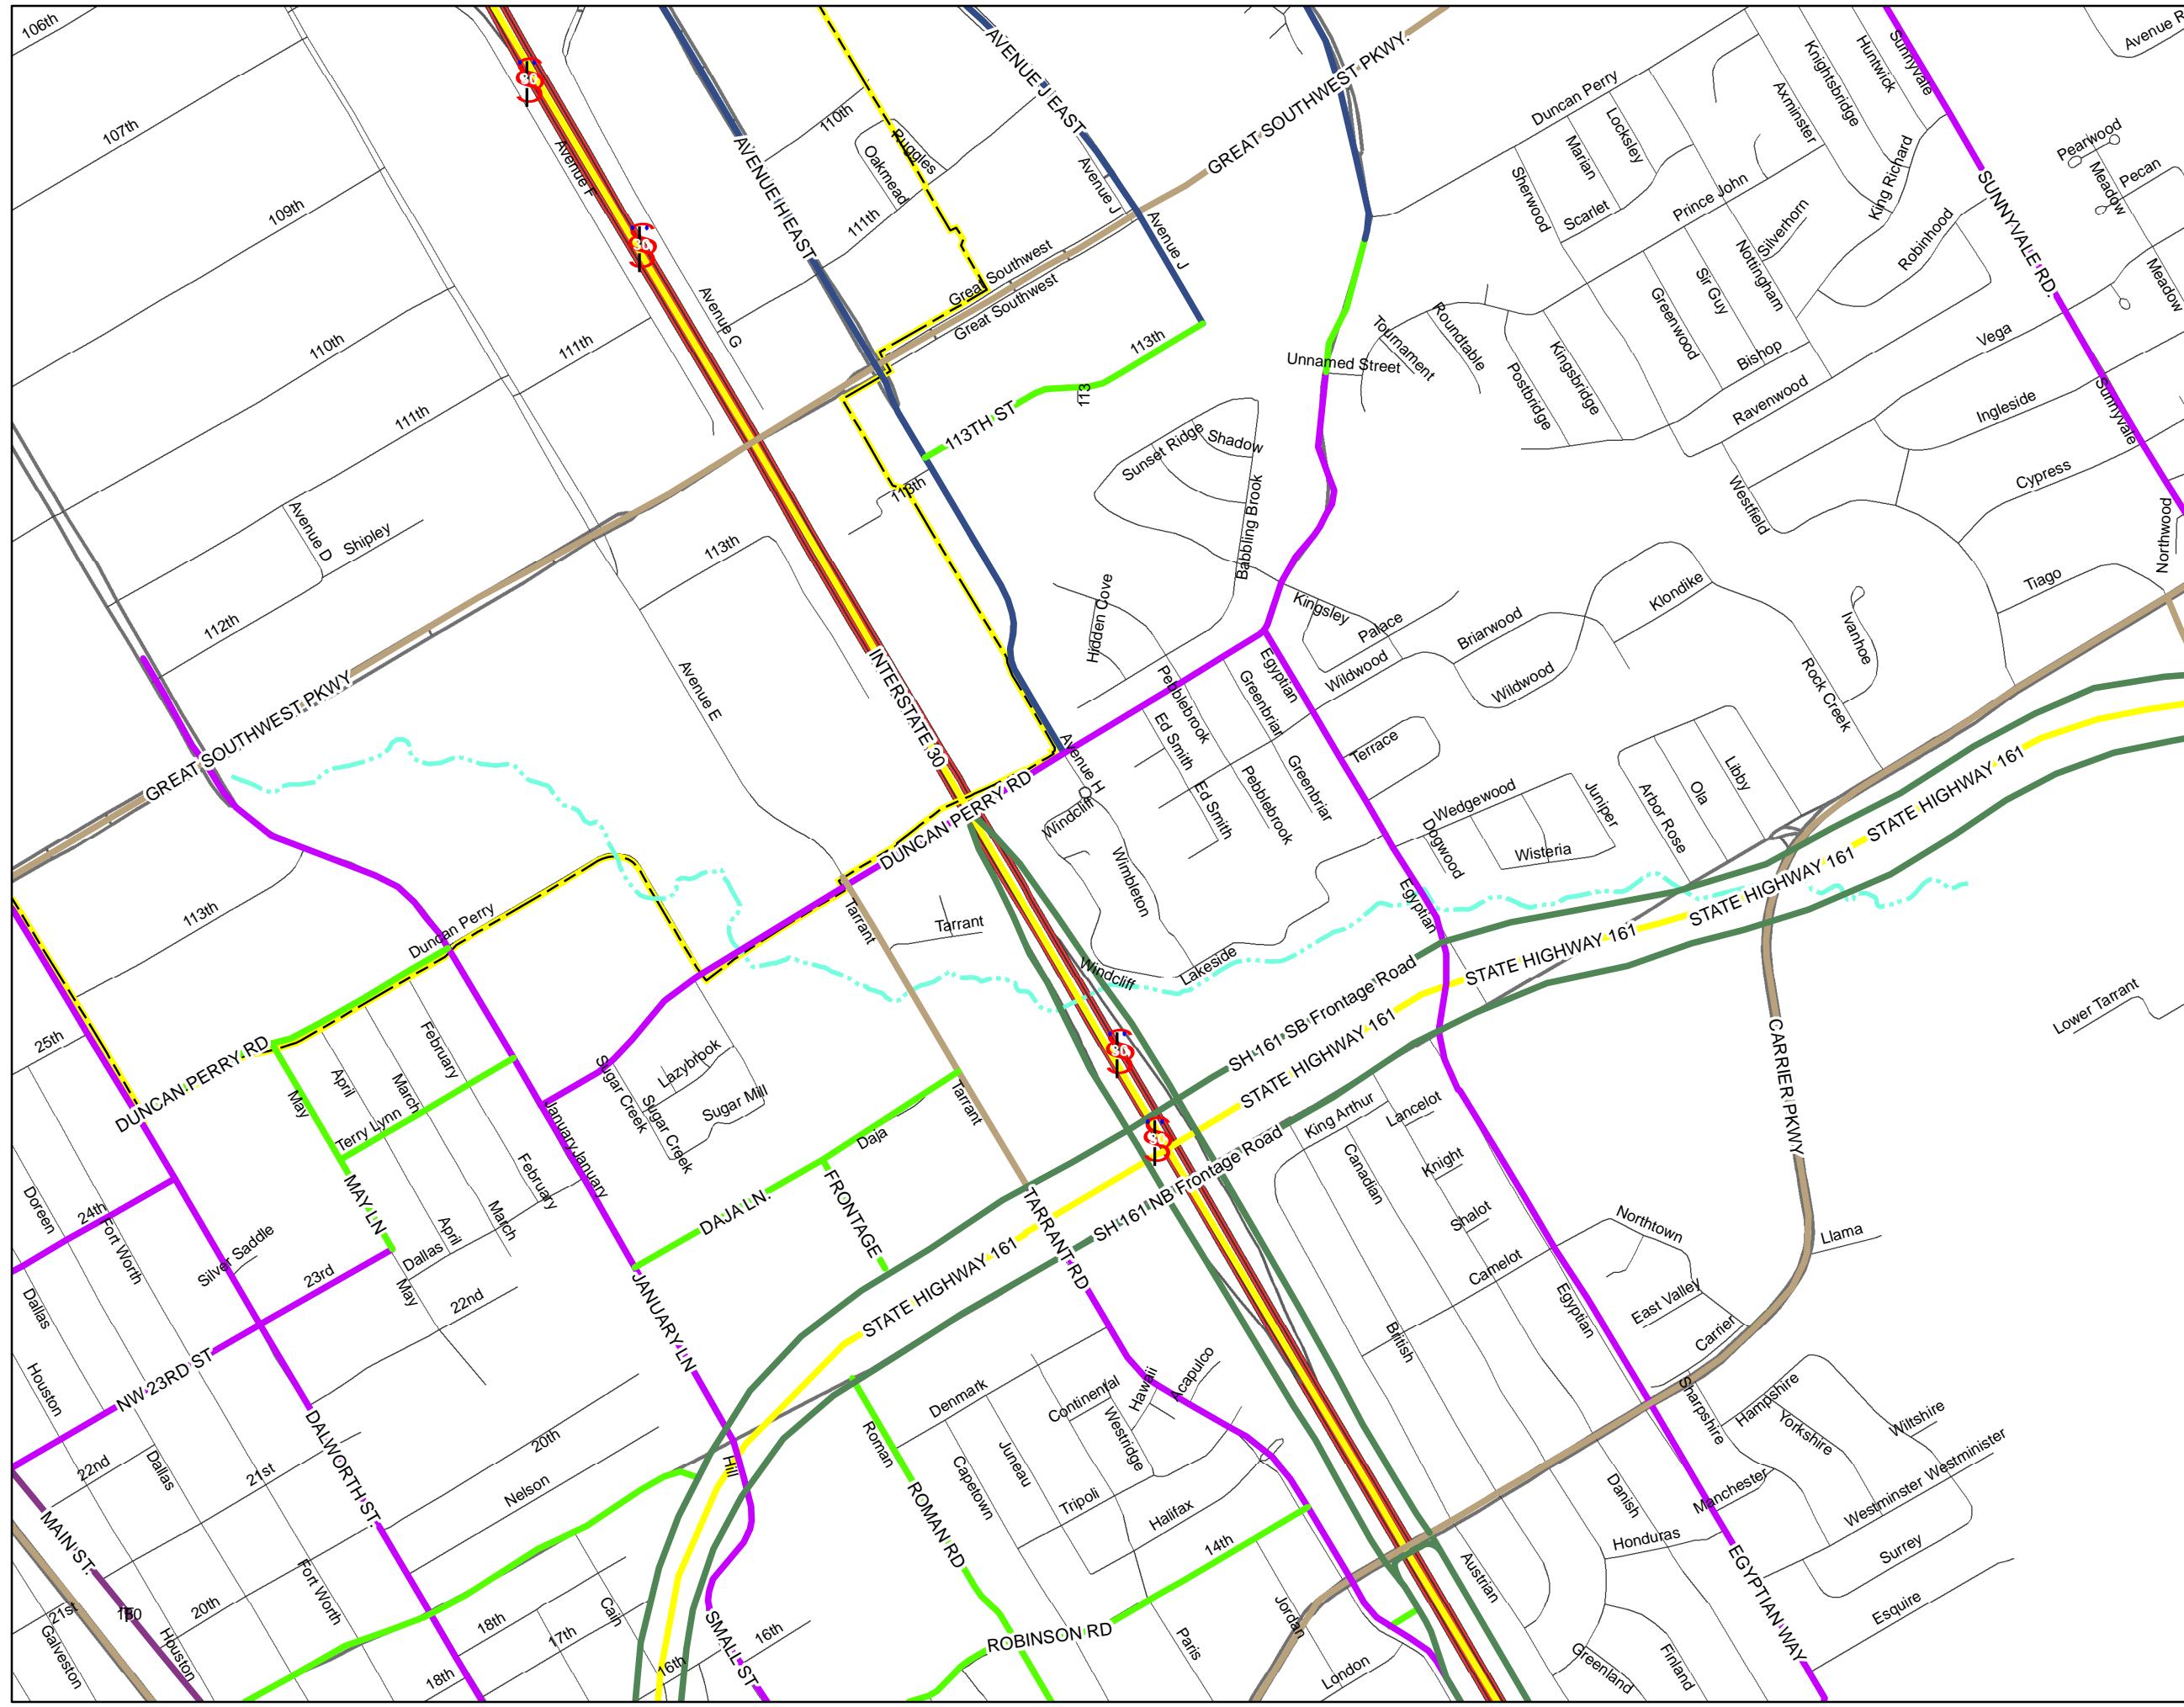 106th
107th
109th
110th
111th
111th
Avenue F
Avenue G
AVENUE H EAST
110th
Ruggles
Oakmead
111th
AVENUE J EAST
Avenue J
Avenue J
GREAT SOUTHWEST PKWY.
Great Southwest
Great Southwest
113th
113TH ST
113
113th
Duncan Perry
Locksley
Marian
Sherwood
Scarlet
Prince John
Axminster
Knightsbridge
Huntwick
Sunnyvale
King Richard
Silverhorn
Nottingham
Robinhood
Sir Guy
Greenwood
Bishop
Ravenwood
SUNNYVALE RD.
Pearwood
Meadow
Pecan
Meadow
Vega
Ingleside
Sunnyvale
Cypress
Westfield
Northwood
Tiago
Unnamed Street
Tournament
Roundtable
Postbridge
Kingsbridge
Sunset Ridge
Shadow
Babbling Brook
Hidden Cove
Kingsley
Palace
Briarwood
Klondike
Wildwood
Wildwood
Ivanhoe
Rock Creek
Avenue D
Shipley
112th
113th
GREAT SOUTHWEST PKWY
Avenue E
INTERSTATE 30
Pebblebrook
Egyptian
Greenbriar
Ed Smith
Terrace
Greenbriar
Pebblebrook
Ed Smith
Avenue H
Windcliff
DUNCAN PERRY RD
Wimbleton
Wedgewood
Dogwood
Juniper
Wisteria
Arbor Rose
Ola
Libby
STATE HIGHWAY 161
STATE HIGHWAY 161
STATE HIGHWAY 161
Egyptian
113th
Duncan Perry
Tarrant
Tarrant
Windcliff
Lakeside
25th
DUNCAN PERRY RD
May
April
March
February
Terry Lynn
Sugar Creek
Lazybrook
Sugar Creek
Sugar Mill
Tarrant
SH 161 SB Frontage Road
STATE HIGHWAY 161
Lower Tarrant
CARRIER PKWY
January
January
February
March
April
MAY LN
Daja
DAJA LN.
FRONTAGE
TARRANT RD
SH 161 NB Frontage Road
King Arthur
Lancelot
Canadian
Knight
Shalot
Northtown
Llama
Camelot
East Valley
Carrier
Doreen
24th
Fort Worth
Silver Saddle
23rd
Dallas
May
22nd
Dallas
Houston
NW 23RD ST
JANUARY LN
STATE HIGHWAY 161
Egyptian
British
Denmark
Continental
Hawaii
Acapulco
Westridge
Sharpshire
Hampshire
Yorkshire
Wiltshire
Manchester
Westminster
Westminister
Honduras
Surrey
Danish
22nd
Dallas
21st
DALWORTH ST.
20th
Nelson
Hill
Roman
ROMAN RD
Capetown
Juneau
Tripoli
Halifax
14th
Austrian
EGYPTIAN WAY
Esquire
MAIN ST.
21st
Galveston
Houston
20th
Fort Worth
18th
18th
17th
Cain
16th
SMALL ST
16th
ROBINSON RD
Paris
Jordan
London
Greenland
Finland